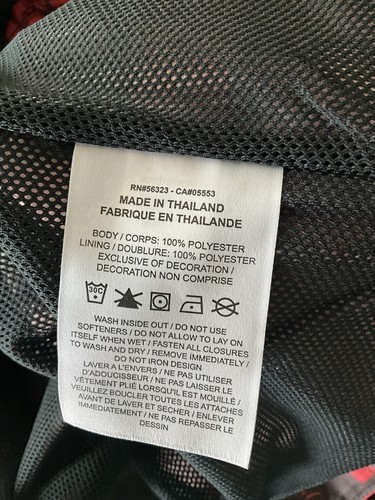 RN#56323 - CA#05553
MADE IN THAILAND
FABRIQUE EN THAILANDE
BODY / CORPS: 100% POLYESTER
LINING / DOUBLURE: 100% POLYESTER
EXCLUSIVE OF DECORATION /
DECORATION NON COMPRISE
30C
WASH INSIDE OUT / DO NOT USE
SOFTENERS / DO NOT ALLOW TO LAY ON
ITSELF WHEN WET / FASTEN ALL CLOSURES
TO WASH AND DRY / REMOVE IMMEDIATELY /
DO NOT IRON DESIGN
LAVER A L'ENVERS / NE PAS UTILISER
D'ADOUCISSEUR / NE PAS LAISSER LE
VÊTEMENT PLIÉ LORSQU'IL EST MOUILLÉ /
VEUILLEZ BOUCLER TOUTES LES ATTACHES
AVANT DE LAVER ET SECHER / ENLEVER
IMMEDIATEMENT / NE PAS REPASSER LE
DESSIN